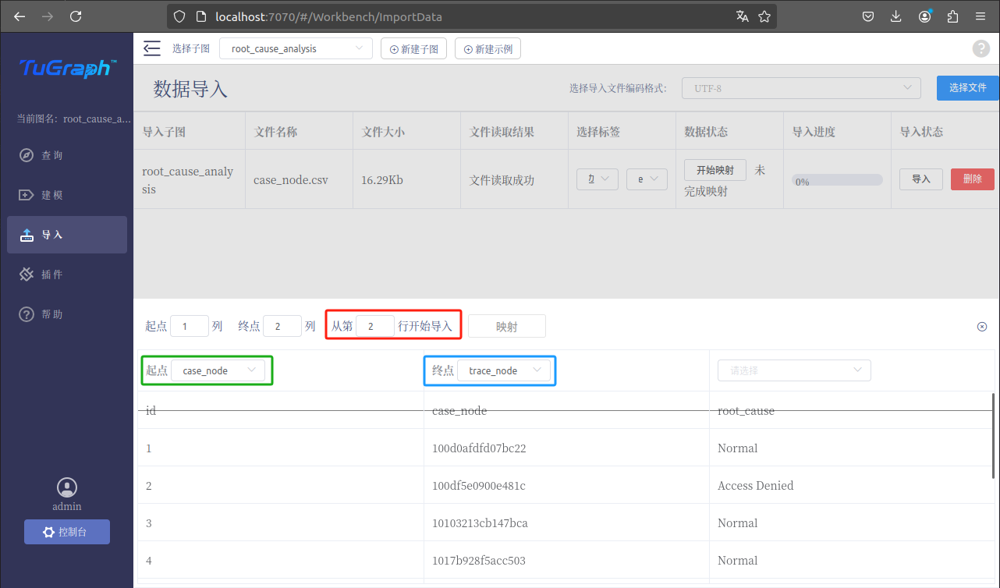 localhost:7070/#/Workbench/ImportData
TuGraph™
选择子图 root_cause_analysis 新建子图 新建示例 ?
数据导入 选择导入文件编码格式: UTF-8 选择文件
当前图名: root_cause_a...
查询
建模
导入
插件
帮助
admin
控制台
导入子图 文件名称 文件大小 文件读取结果 选择标签 数据状态 导入进度 导入状态
root_cause_analy
sis
case_node.csv 16.29Kb 文件读取成功 e 开始映射 未
完成映射
0% 导入 删除
起点 1 列 终点 2 列 从第 2 行开始导入 映射
起点 case_node 终点 trace_node 请选择
id case_node root_cause
1 100d0afdfd07bc22 Normal
2 100df5e0900e481c Access Denied
3 10103213cb147bca Normal
4 1017b928f5acc503 Normal